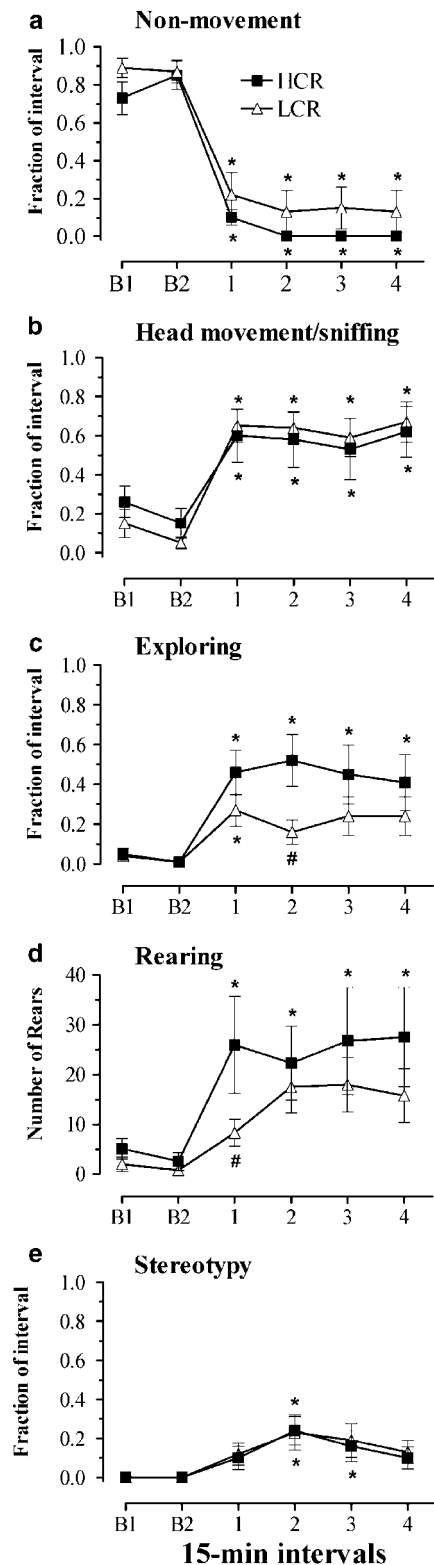 a Non-movement
1.0
0.8
0.6
0.4
0.2
0.0
Fraction of interval
HCR
LCR
* * * *
* * * *
B1 B2 1 2 3 4
b Head movement/sniffing
1.0
0.8
0.6
0.4
0.2
0.0
Fraction of interval
* * * *
* * * *
B1 B2 1 2 3 4
c Exploring
1.0
0.8
0.6
0.4
0.2
0.0
Fraction of interval
* * * *
* #
B1 B2 1 2 3 4
d Rearing
40
30
20
10
0
Number of Rears
* * * *
#
B1 B2 1 2 3 4
e Stereotypy
1.0
0.8
0.6
0.4
0.2
0.0
Fraction of interval
*
* *
B1 B2 1 2 3 4
15-min intervals